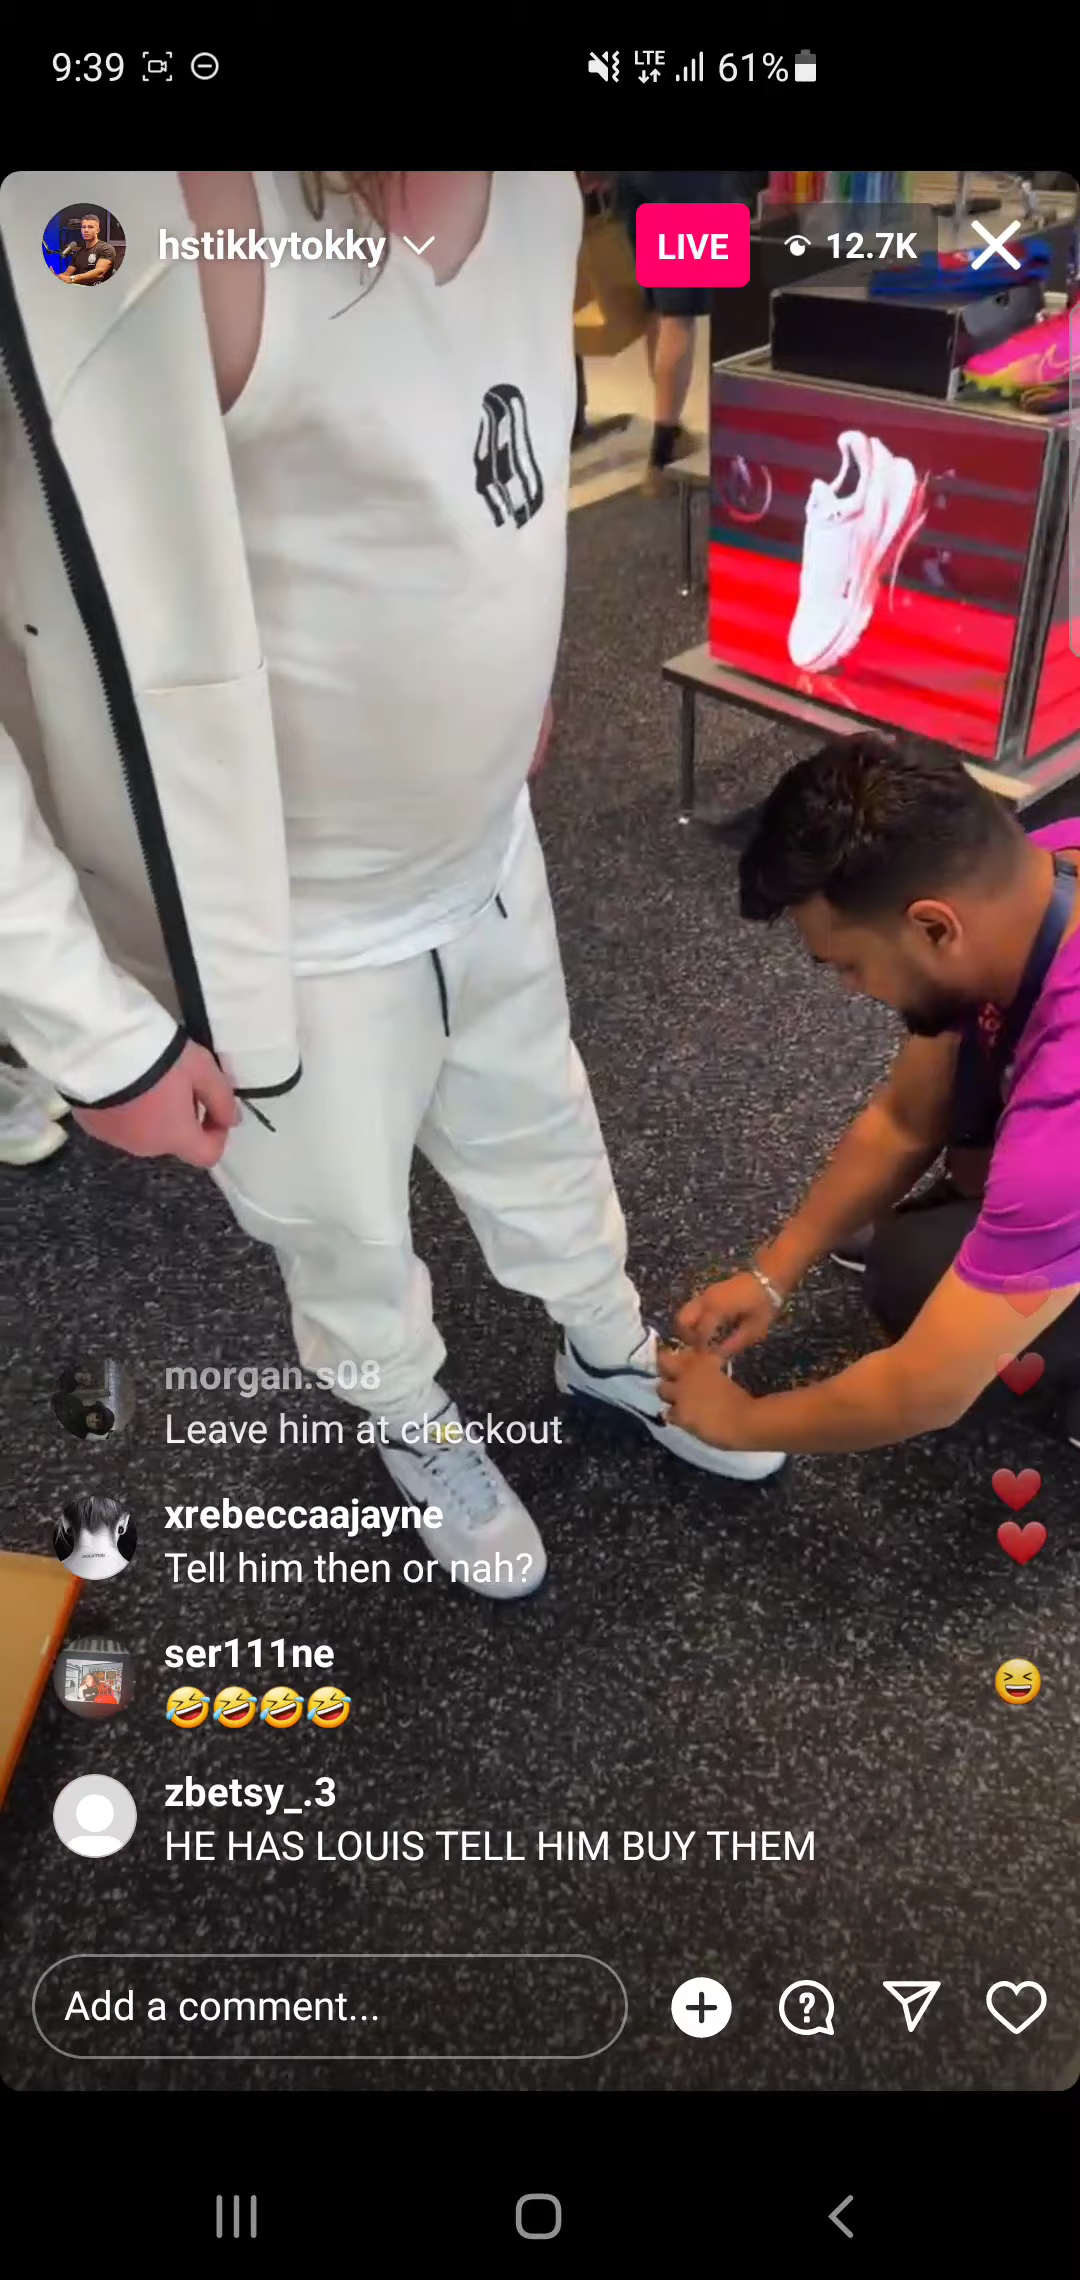 9:39
LTE
61%
hstikkytokky
LIVE
12.7K
morgan.s08
Leave him at checkout
xrebeccaajayne
Tell him then or nah?
ser111ne
🤣🤣🤣🤣
zbetsy_.3
HE HAS LOUIS TELL HIM BUY THEM
Add a comment...